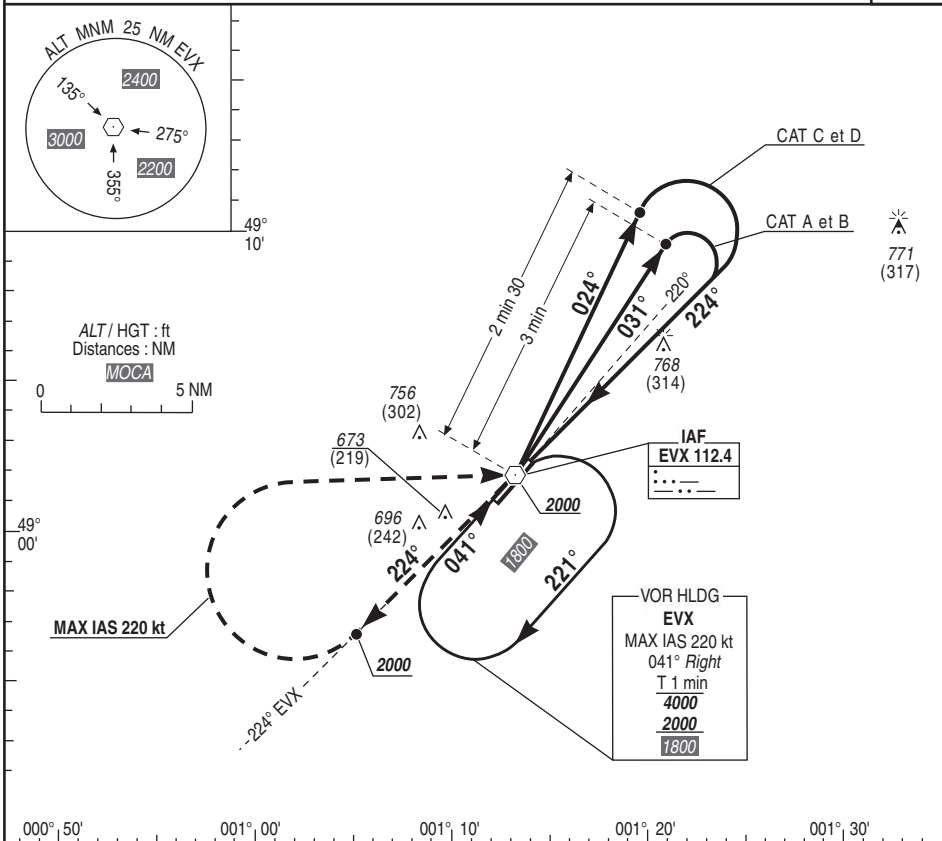 ALT MNM 25 NM EVX
135°
2400
3000
275°
2200
355°
49°
10'
ALT / HGT : ft
Distances : NM
MOCA
0 5 NM
CAT C et D
CAT A et B
771
(317)
2 min 30
3 min
024°
031°
220°
224°
768
(314)
756
(302)
673
(219)
IAF
EVX 112.4
2000
696
(242)
49°
00'
224°
041°
1800
221°
MAX IAS 220 kt
2000
224° EVX
VOR HLDG
EVX
MAX IAS 220 kt
041° Right
T 1 min
4000
2000
1800
000° 50' 001° 00' 001° 10' 001° 20' 001° 30'